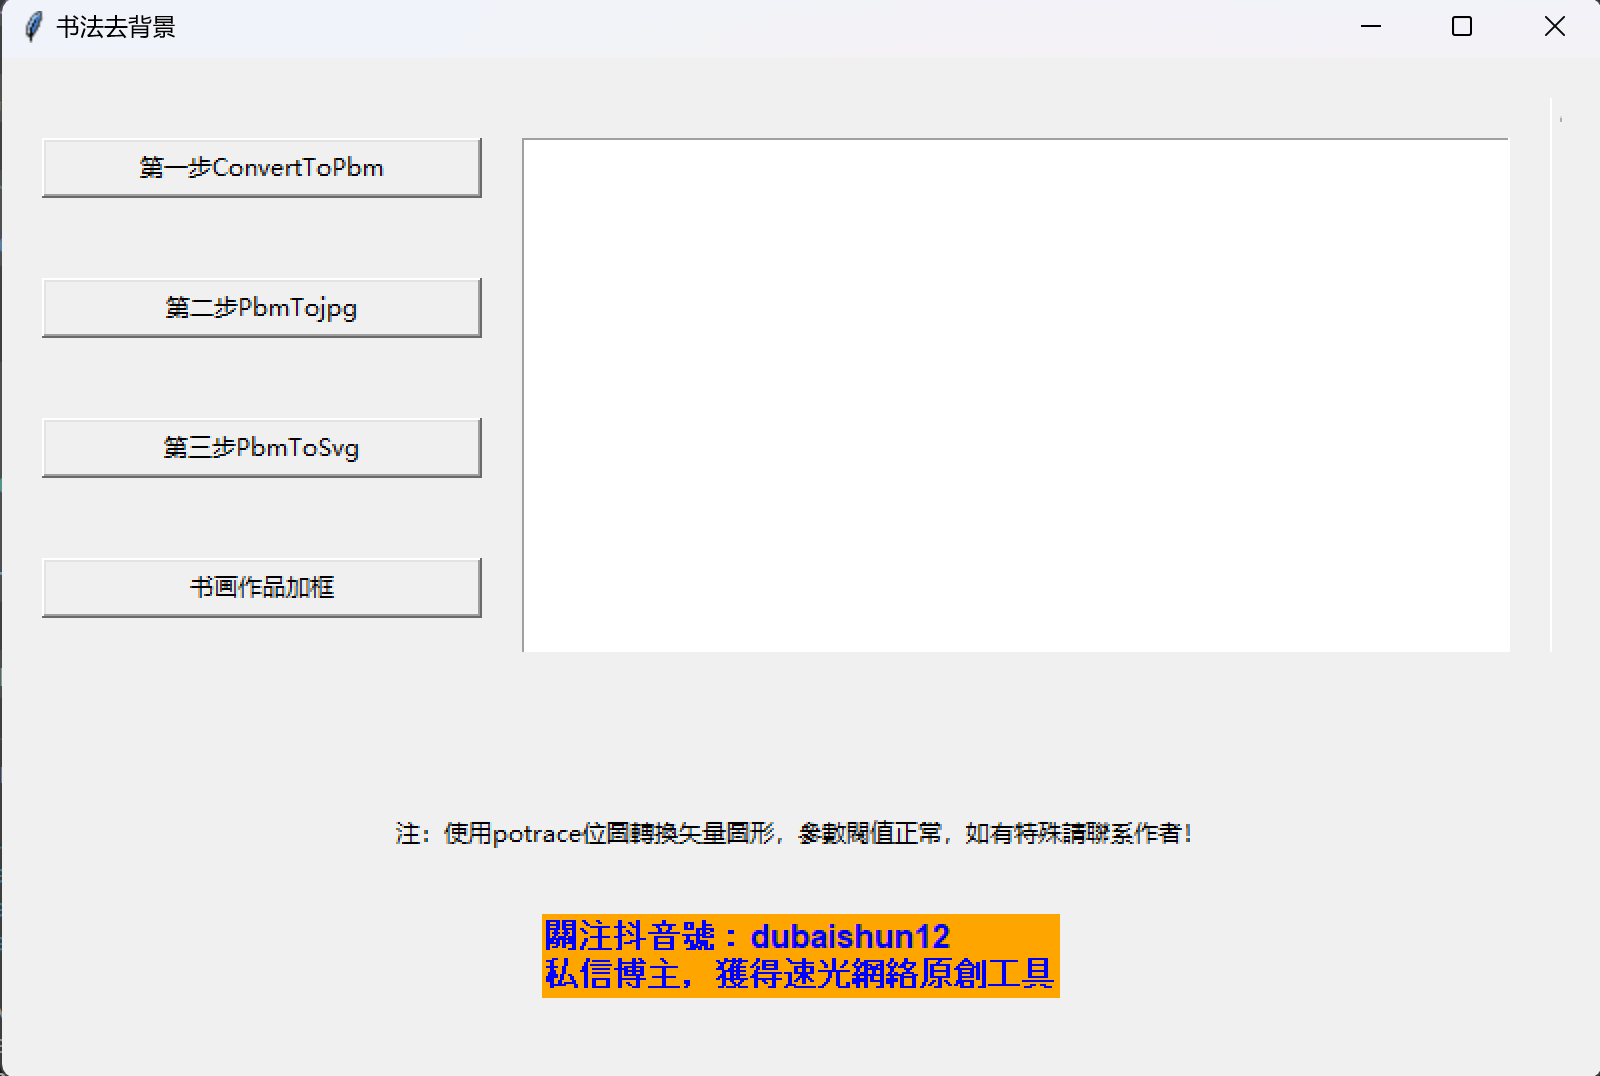 书法去背景
第一步ConvertToPbm
第二步PbmTojpg
第三步PbmToSvg
书画作品加框
注：使用potrace位圖轉換矢量圖形，參數閥值正常，如有特殊請聯系作者！
關注抖音號：dubaishun12
私信博主，獲得速光網絡原創工具